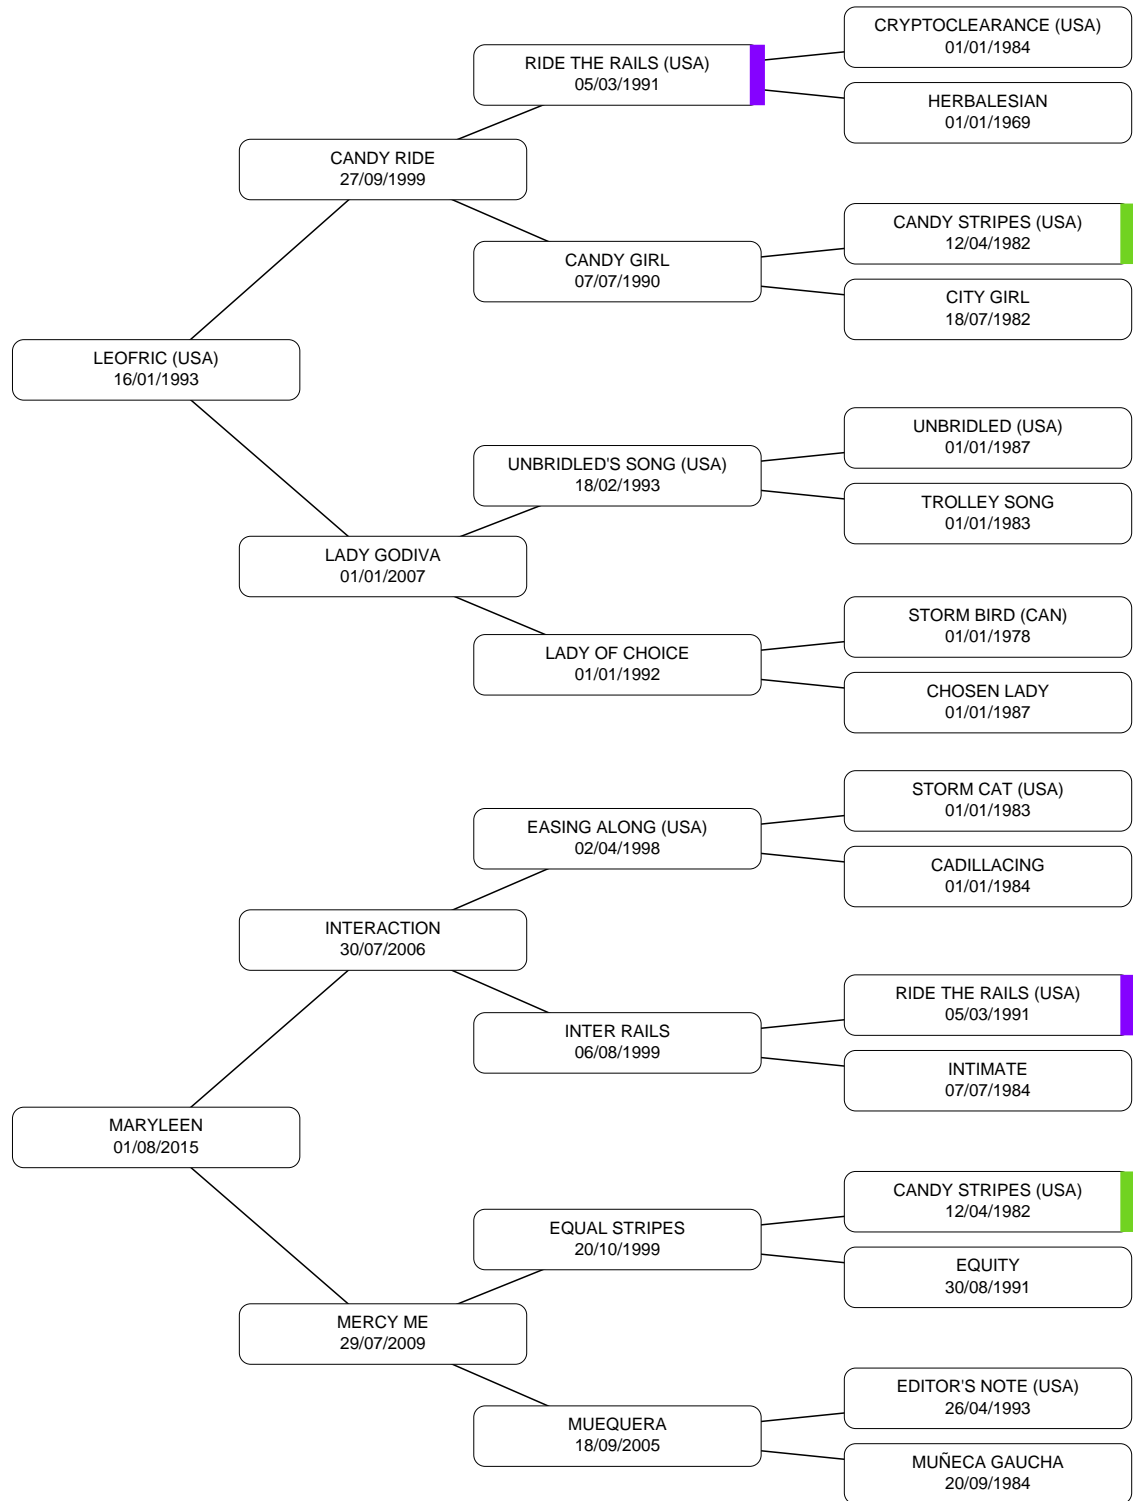 CRYPTOCLEARANCE (USA)
01/01/1984
RIDE THE RAILS (USA)
05/03/1991
HERBALESIAN
01/01/1969
CANDY RIDE
27/09/1999
CANDY STRIPES (USA)
12/04/1982
CANDY GIRL
07/07/1990
CITY GIRL
18/07/1982
LEOFRIC (USA)
16/01/1993
UNBRIDLED (USA)
01/01/1987
UNBRIDLED'S SONG (USA)
18/02/1993
TROLLEY SONG
01/01/1983
LADY GODIVA
01/01/2007
STORM BIRD (CAN)
01/01/1978
LADY OF CHOICE
01/01/1992
CHOSEN LADY
01/01/1987
STORM CAT (USA)
01/01/1983
EASING ALONG (USA)
02/04/1998
CADILLACING
01/01/1984
INTERACTION
30/07/2006
RIDE THE RAILS (USA)
05/03/1991
INTER RAILS
06/08/1999
INTIMATE
07/07/1984
MARYLEEN
01/08/2015
CANDY STRIPES (USA)
12/04/1982
EQUAL STRIPES
20/10/1999
EQUITY
30/08/1991
MERCY ME
29/07/2009
EDITOR'S NOTE (USA)
26/04/1993
MUEQUERA
18/09/2005
MUÑECA GAUCHA
20/09/1984